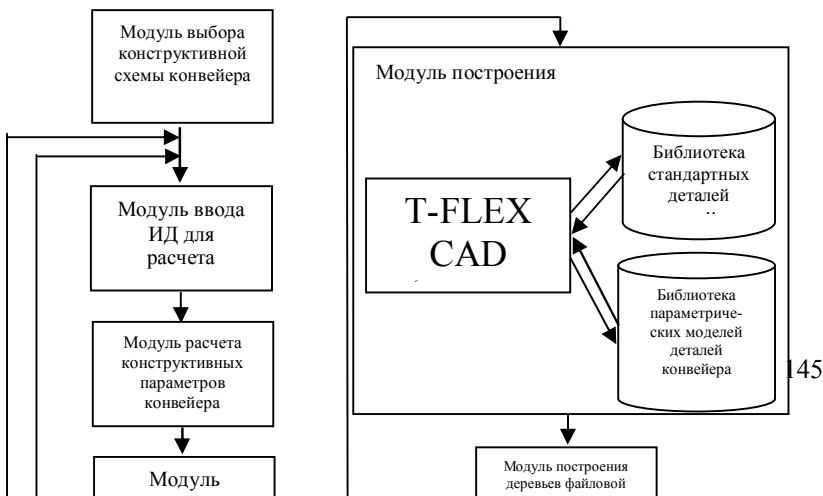 Модуль выбора
конструктивной
схемы конвейера
Модуль ввода
ИД для
расчета
Модуль расчета
конструктивных
параметров
конвейера
Модуль
Модуль построения
T-FLEX
CAD
Библиотека
стандартных
деталей
Библиотека
параметриче-
ских моделей
деталей
конвейера
145
Модуль построения
деревьев файловой